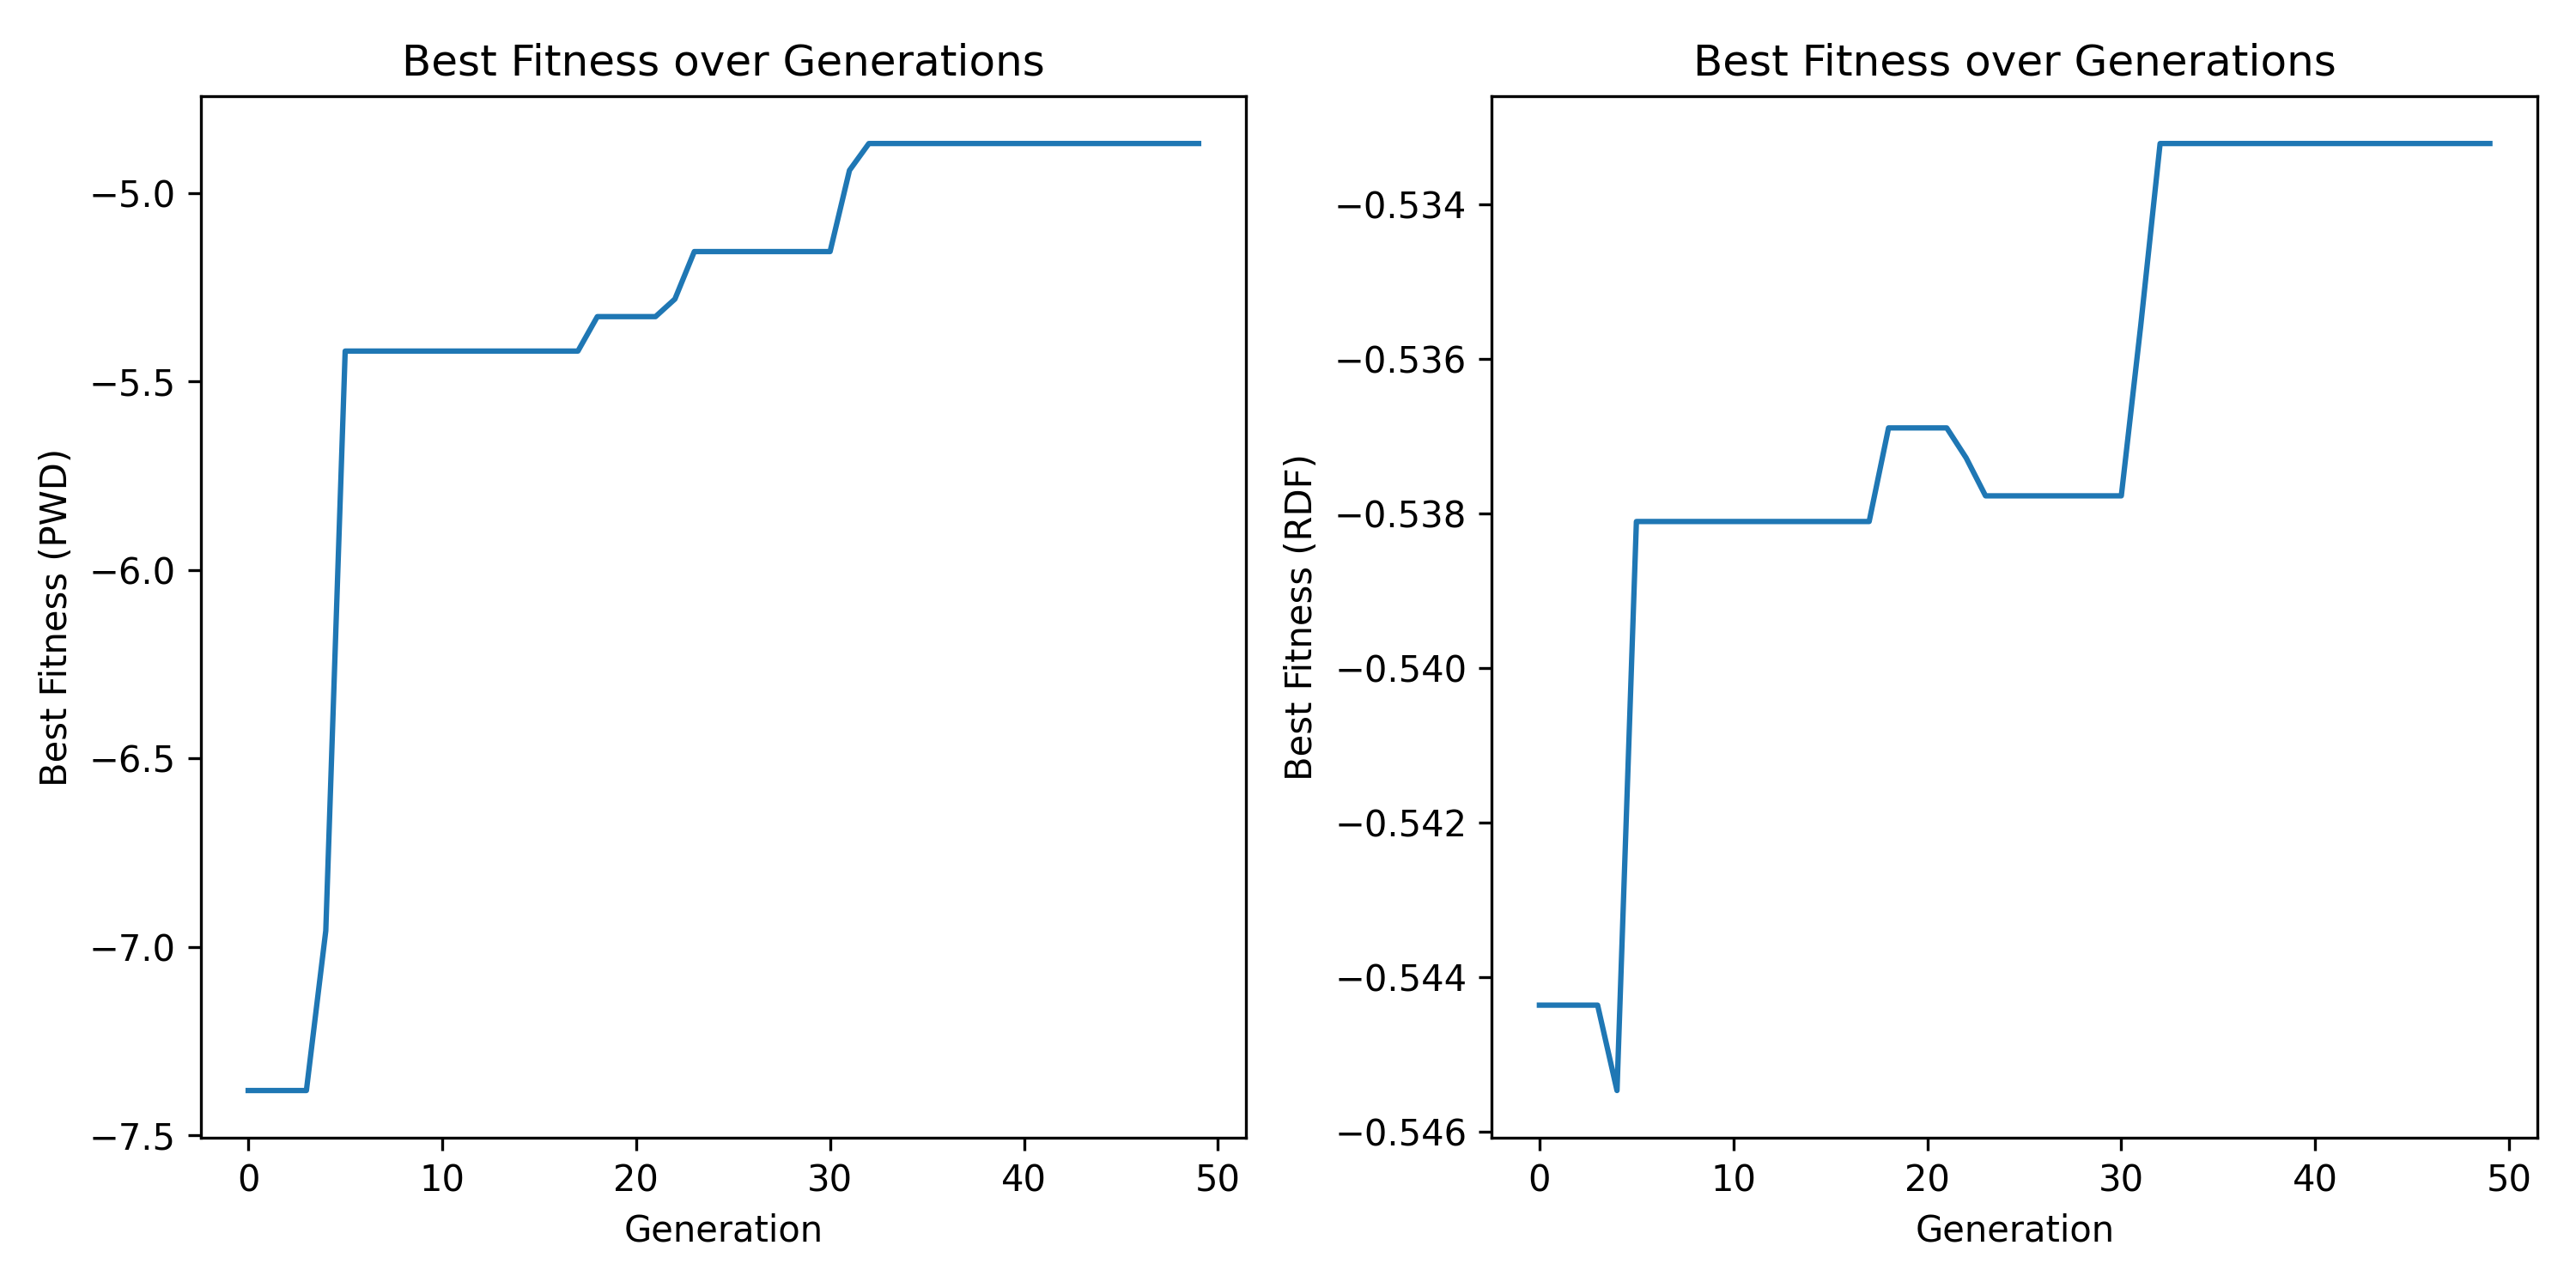 Best Fitness over Generations
Best Fitness (PWD)
−5.0
−5.5
−6.0
−6.5
−7.0
−7.5
0 10 20 30 40 50
Generation
Best Fitness over Generations
Best Fitness (RDF)
−0.534
−0.536
−0.538
−0.540
−0.542
−0.544
−0.546
0 10 20 30 40 50
Generation